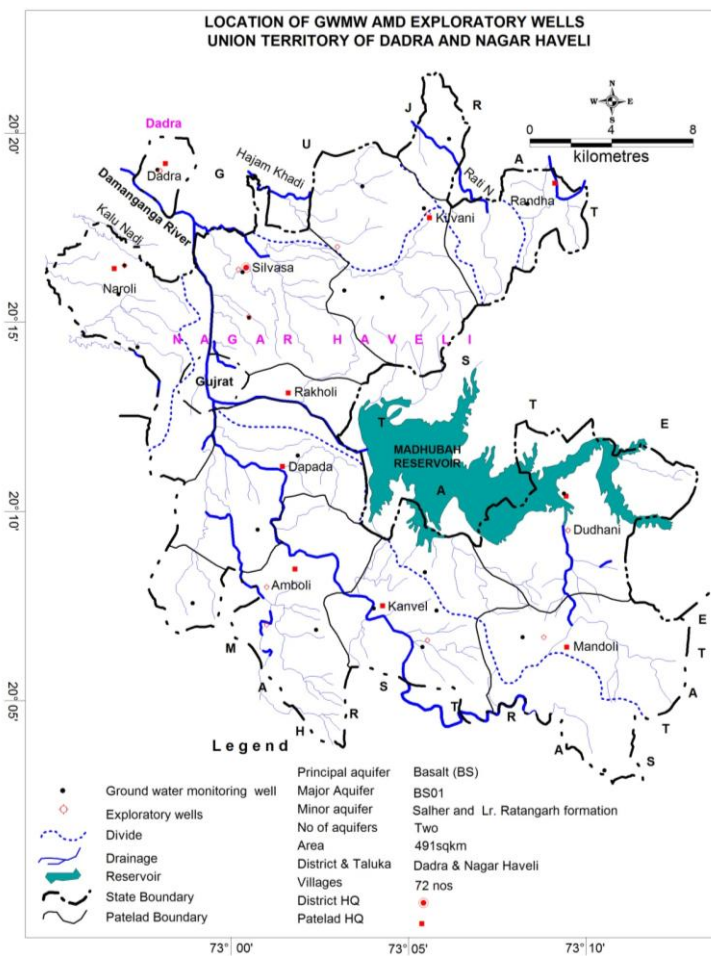 LOCATION OF GWMW AMD EXPLORATORY WELLS
UNION TERRITORY OF DADRA AND NAGAR HAVELI
N
W E
S
0 4 8
kilometres
20° 20'
20° 15'
20° 10'
20° 05'
Dadra
Dadra
G U J R A T
Hajam Khadi
Rati N
Randha
Damanganga River
Kalu Nadi
Kuvani
Silvasa
Naroli
NAGAR HAVELI
Gujrat
Rakholi
S T A T E
MADHUBAH
RESERVOIR
Dapada
Dudhani
Amboli
Kanvel
Mandoli
M A H R S T R A
S T A T E
Legend
Ground water monitoring well
Exploratory wells
Divide
Drainage
Reservoir
State Boundary
Patelad Boundary
Principal aquifer Basalt (BS)
Major Aquifer BS01
Minor aquifer Salher and Lr. Ratangarh formation
No of aquifers Two
Area 491sqkm
District & Taluka Dadra & Nagar Haveli
Villages 72 nos
District HQ
Patelad HQ
73° 00' 73° 05' 73° 10'